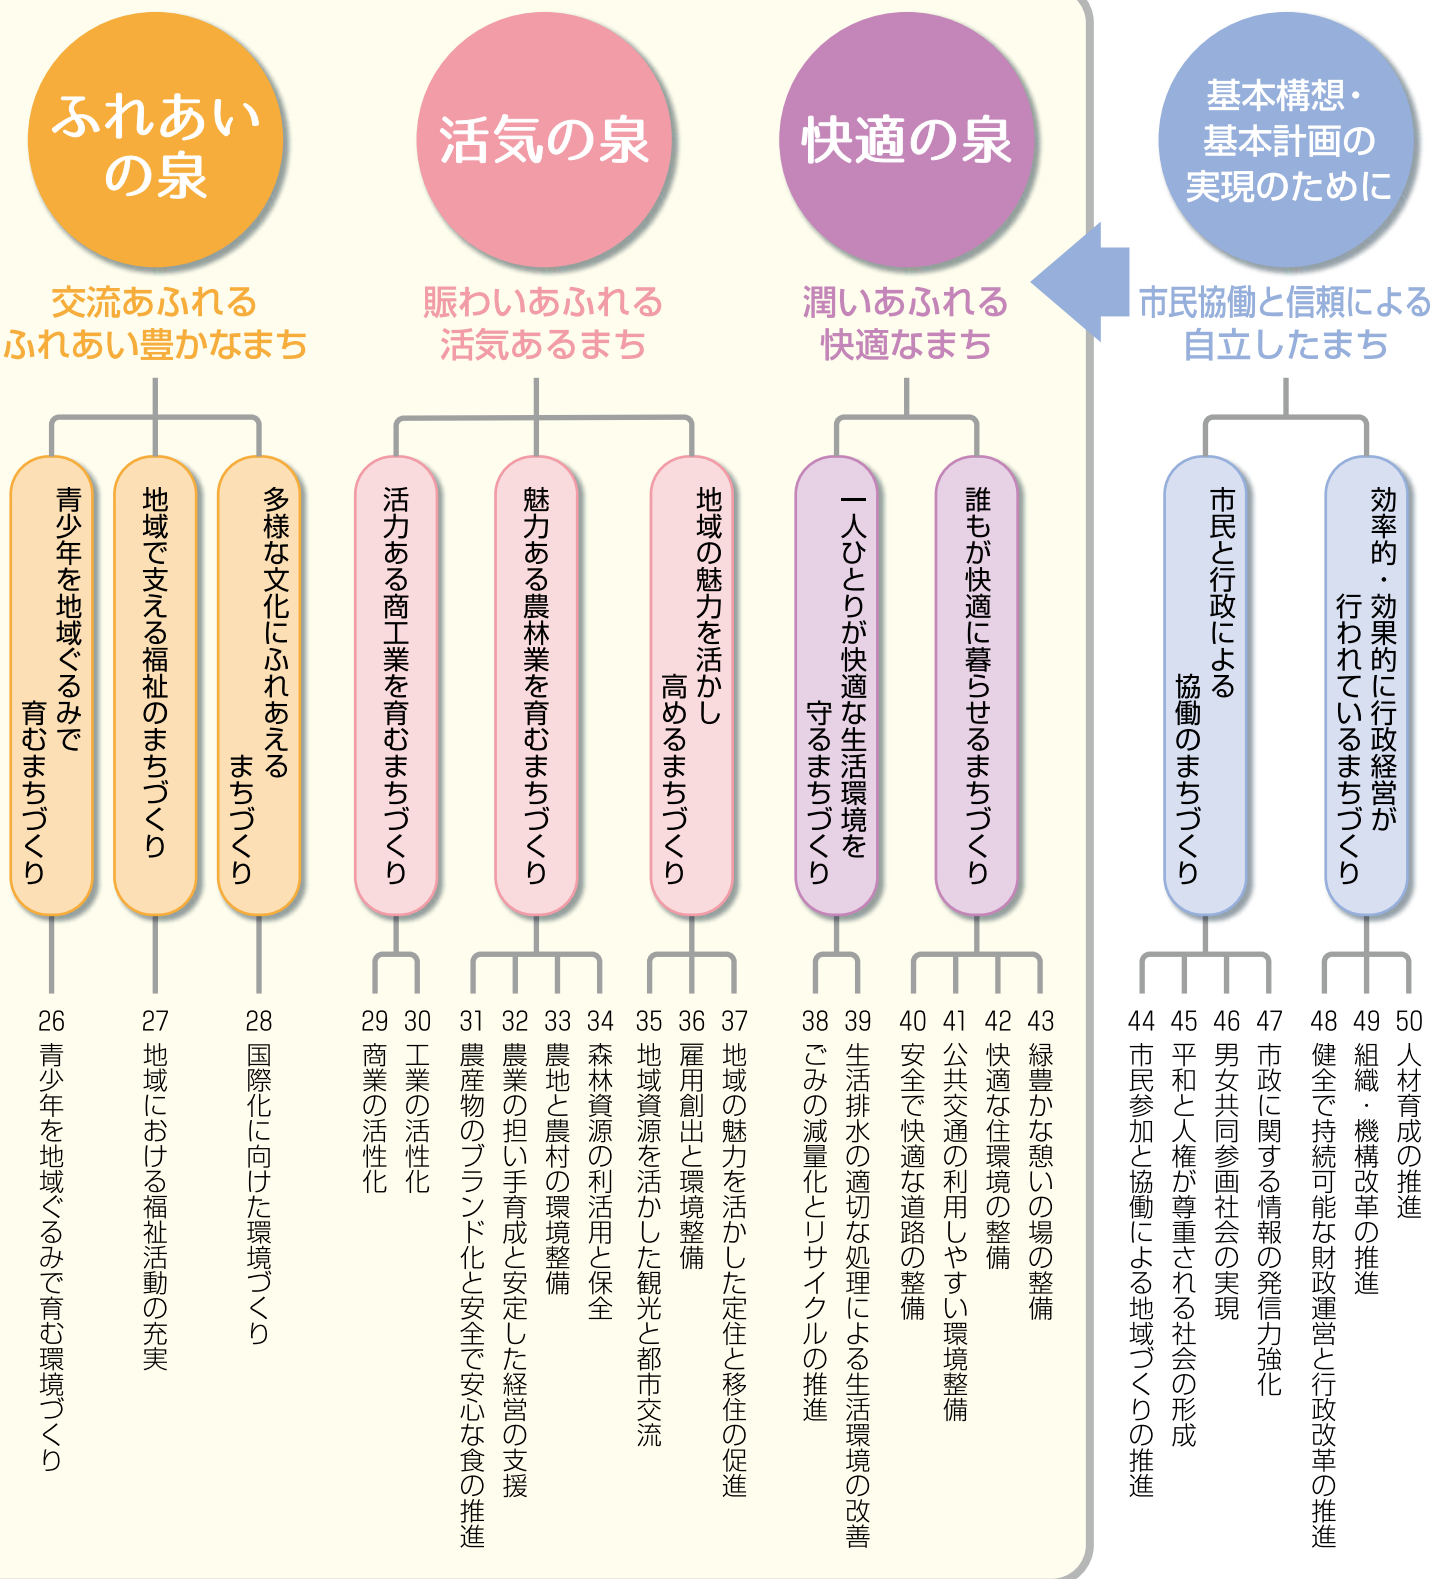 ふれあい
の泉
交流あふれる
ふれあい豊かなまち
青少年を地域ぐるみで
育むまちづくり
地域で支える福祉のまちづくり
多様な文化にふれあえる
まちづくり
26 青少年を地域ぐるみで育む環境づくり
27 地域における福祉活動の充実
28 国際化に向けた環境づくり
活気の泉
賑わいあふれる
活気あるまち
活力ある商工業を育むまちづくり
魅力ある農林業を育むまちづくり
地域の魅力を活かし
高めるまちづくり
29 商業の活性化
30 工業の活性化
31 農産物のブランド化と安全で安心な食の推進
32 農業の担い手育成と安定した経営の支援
33 農地と農村の環境整備
34 森林資源の利活用と保全
35 地域資源を活かした観光と都市交流
36 雇用創出と環境整備
37 地域の魅力を活かした定住と移住の促進
快適の泉
潤いあふれる
快適なまち
一人ひとりが快適な生活環境を
守るまちづくり
誰もが快適に暮らせるまちづくり
38 ごみの減量化とリサイクルの推進
39 生活排水の適切な処理による生活環境の改善
40 安全で快適な道路の整備
41 公共交通の利用しやすい環境整備
42 快適な住環境の整備
43 緑豊かな憩いの場の整備
基本構想・
基本計画の
実現のために
市民協働と信頼による
自立したまち
市民と行政による
協働のまちづくり
効率的・効果的に行政経営が
行われているまちづくり
44 市民参加と協働による地域づくりの推進
45 平和と人権が尊重される社会の形成
46 男女共同参画社会の実現
47 市政に関する情報の発信力強化
48 健全で持続可能な財政運営と行政改革の推進
49 組織・機構改革の推進
50 人材育成の推進